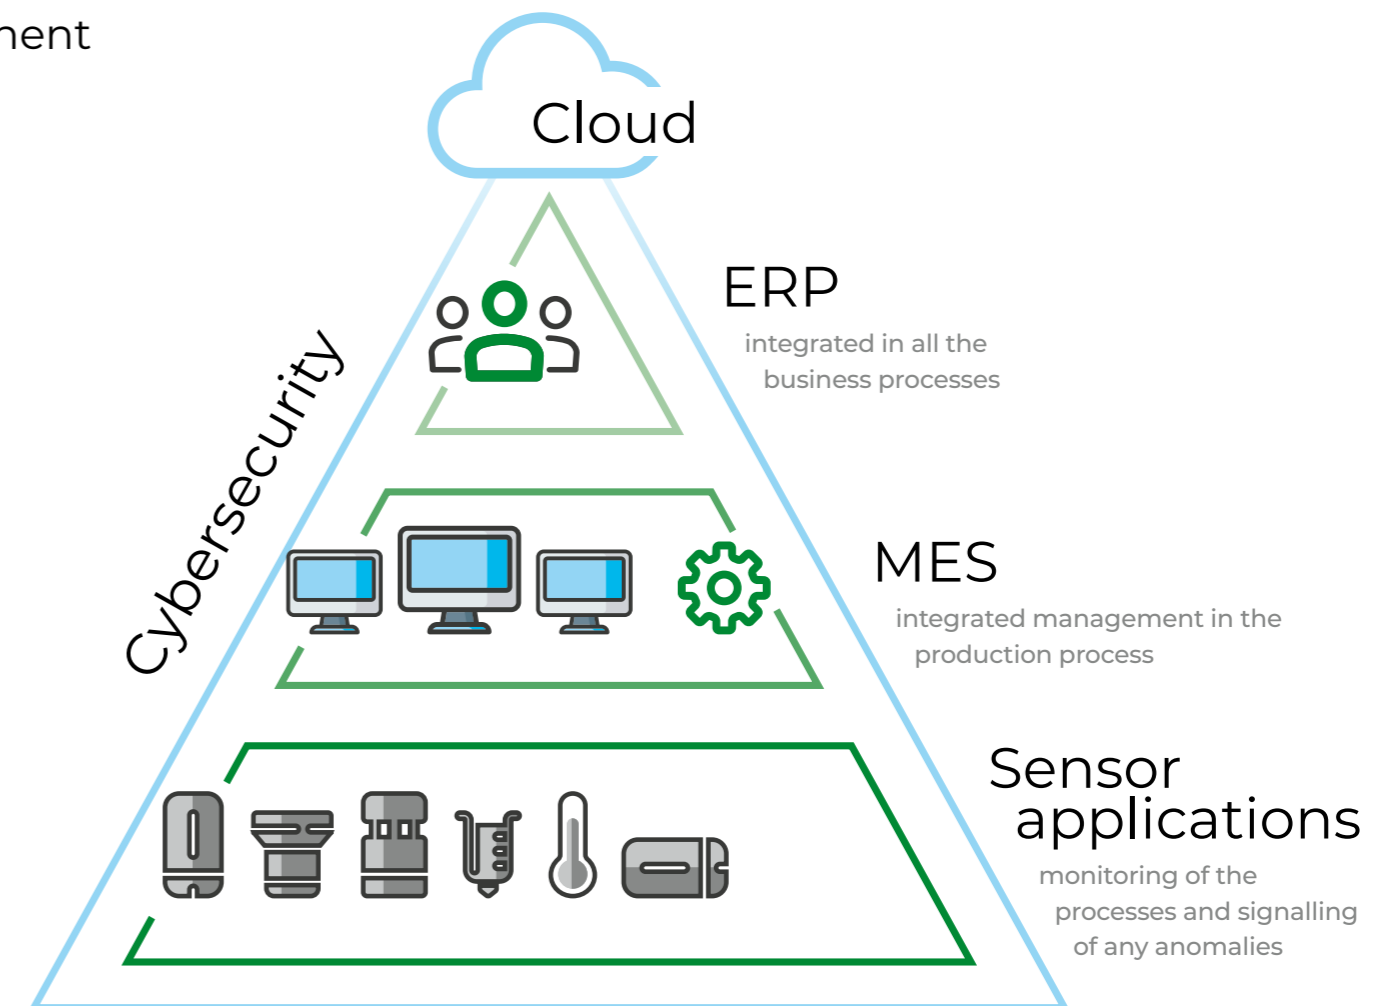 Cloud
ERP
integrated in all the
business processes
Cybersecurity
MES
integrated management in the
production process
Sensor
applications
monitoring of the
processes and signalling
of any anomalies